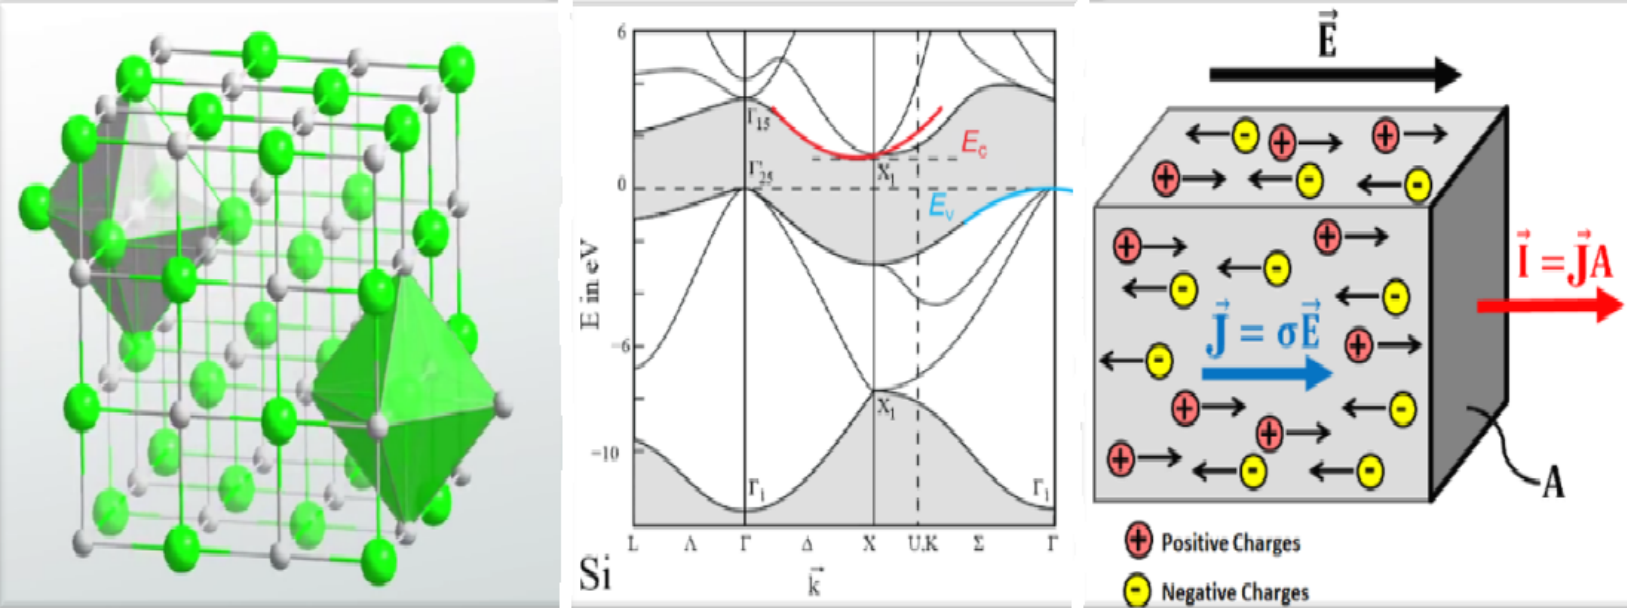 6
0
−6
−10
E in eV
Γ15
Γ25
X1
X1
Γ1
Γ1
Ec
Ev
L Λ Γ Δ X U,K Σ Γ
k⃗
Si
E⃗
I⃗ = J⃗A
J⃗ = σE⃗
A
+ Positive Charges
- Negative Charges